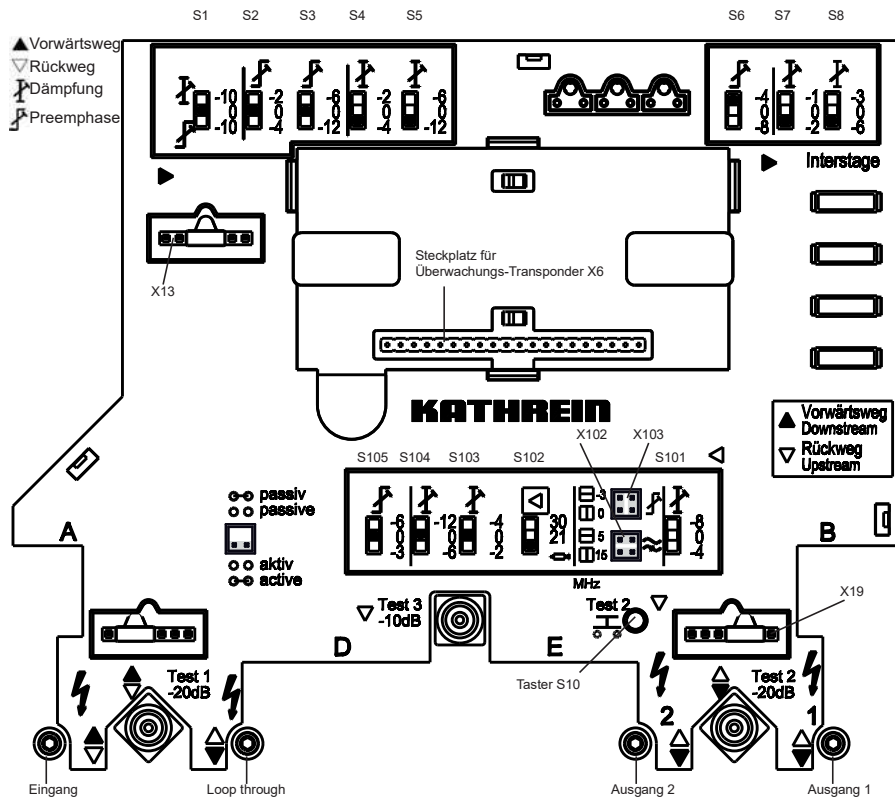 S1 S2 S3 S4 S5 S6 S7 S8
Vorwärtsweg
Rückweg
Dämpfung
Preemphase
-10
0
-10
-2
0
-4
-6
0
-12
-2
0
-4
-6
0
-12
-4
0
-8
-1
0
-2
-3
0
-6
Interstage
X13
Steckplatz für
Überwachungs-Transponder X6
KATHREIN
Vorwärtsweg
Downstream
Rückweg
Upstream
X102 X103
S105 S104 S103 S102 S101
-6
0
-3
-12
0
-6
-4
0
-2
30
21
-3
0
5
15
-8
0
-4
MHz
passiv
passive
aktiv
active
A
B
X19
Test 3
-10dB
Test 2
D
E
Test 1
-20dB
Taster S10
Test 2
-20dB
2
1
Eingang
Loop through
Ausgang 2
Ausgang 1